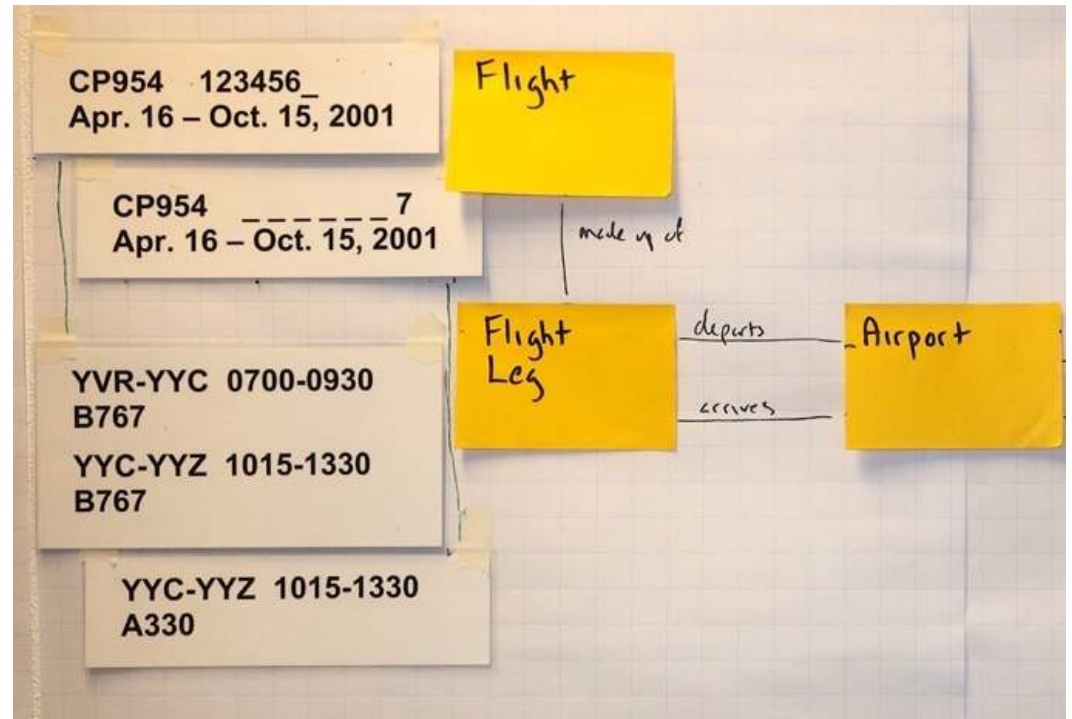 CP954 123456_
Apr. 16 – Oct. 15, 2001
Flight
CP954 _ _ _ _ _ _ 7
Apr. 16 – Oct. 15, 2001
made up of
YVR-YYC 0700-0930
B767
YYC-YYZ 1015-1330
B767
Flight
Leg
departs
arrives
Airport
YYC-YYZ 1015-1330
A330